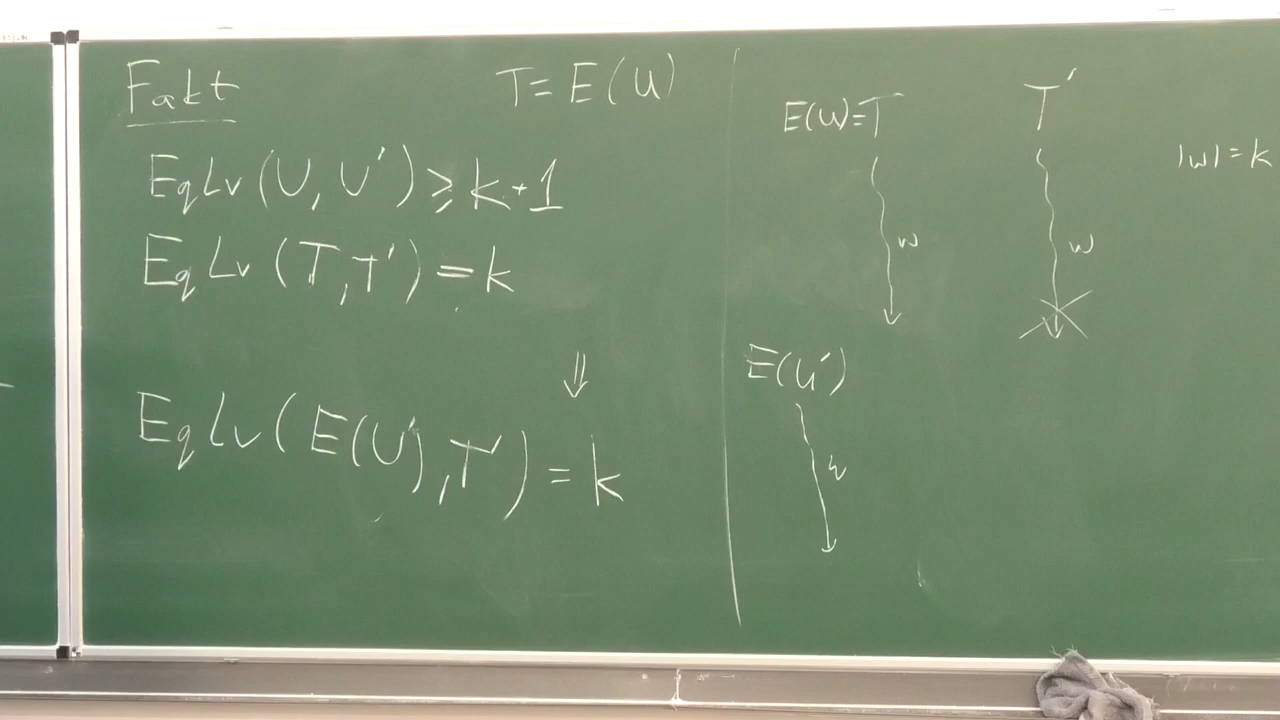 Fakt
T = E(U)
EqLv(U, U') ≥ k+1
EqLv(T, T') = k
⇓
EqLv(E(U'), T') = k
E(U)=T
T'
|w| = k
w
w
E(U')
w